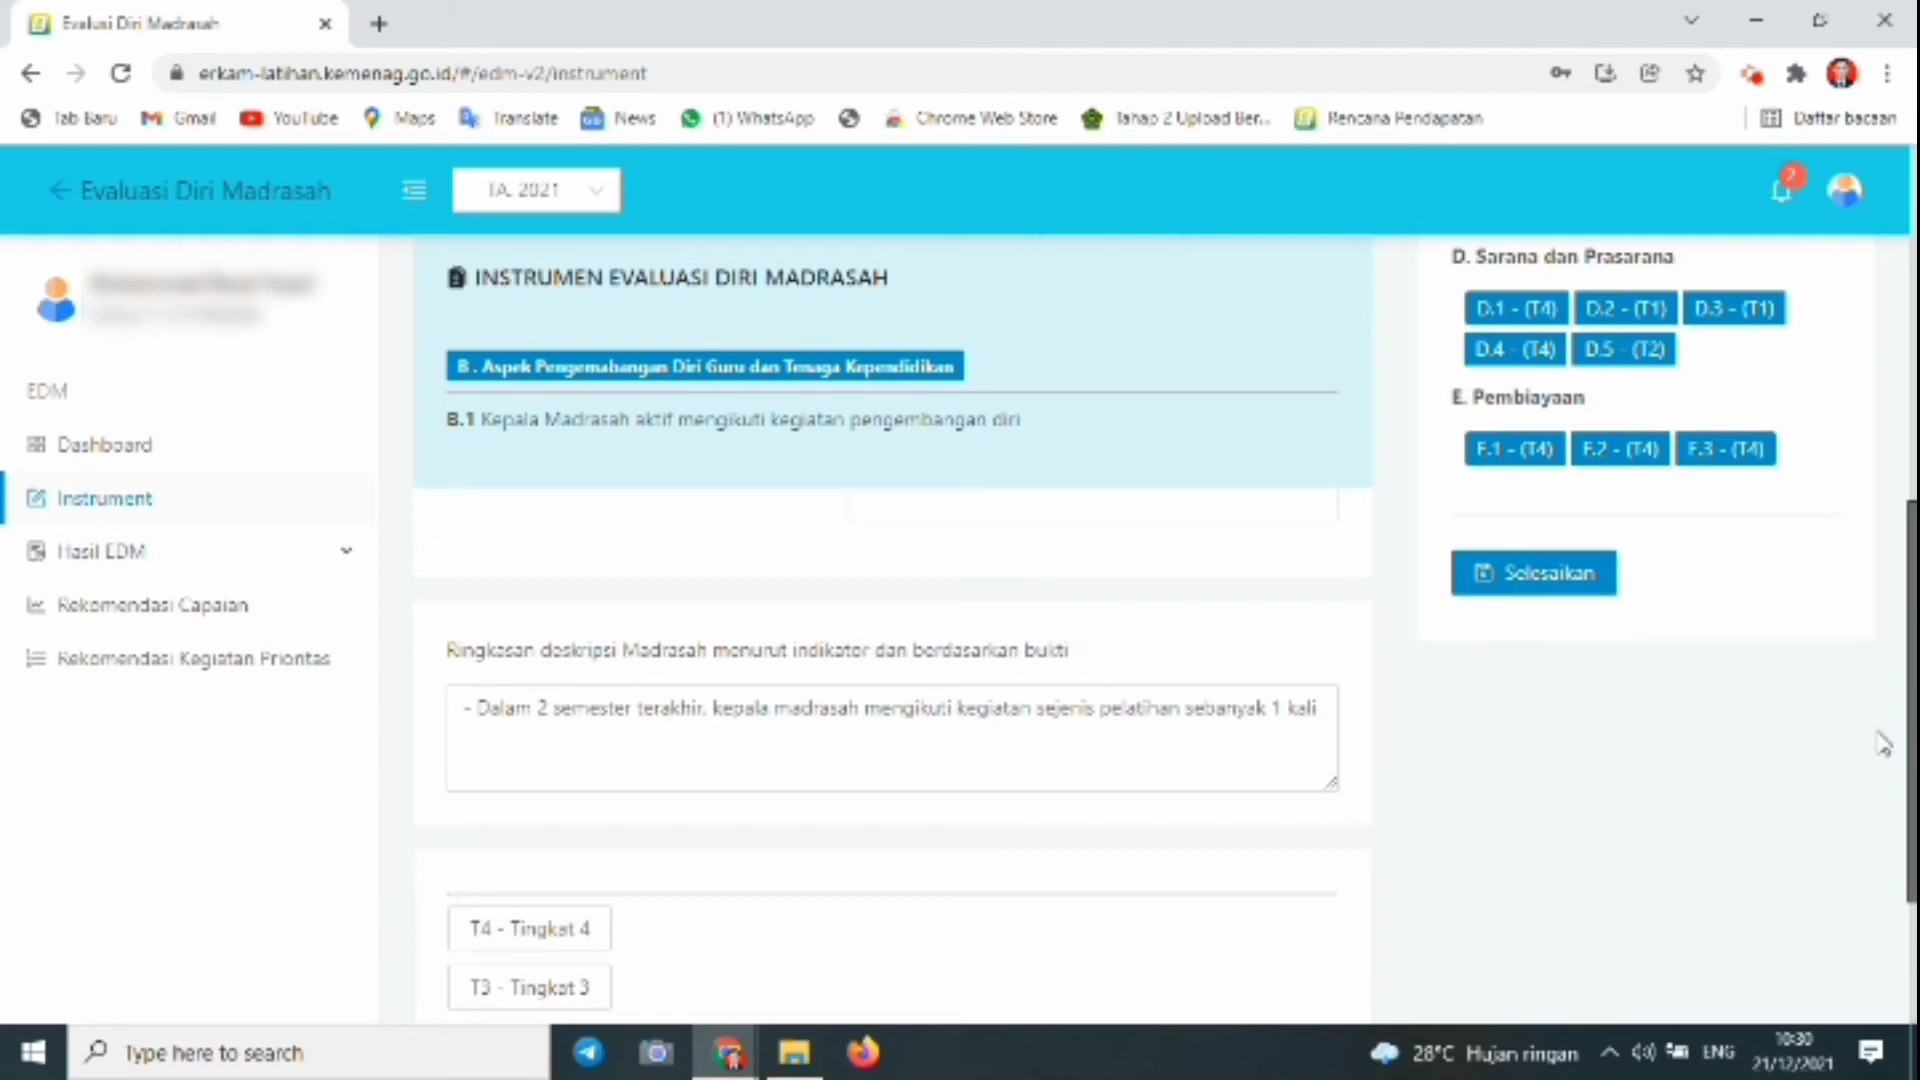 Evaluasi Diri Madrasah
erkam-latihan.kemenag.go.id/#/edm-v2/instrument
Tab Baru
Gmail
YouTube
Maps
Translate
News
(1) WhatsApp
Chrome Web Store
Tahap 2 Upload Ber...
Rencana Pendapatan
Daftar bacaan
Evaluasi Diri Madrasah
TA. 2021
2
EDM
Dashboard
Instrument
Hasil EDM
Rekomendasi Capaian
Rekomendasi Kegiatan Prioritas
INSTRUMEN EVALUASI DIRI MADRASAH
B . Aspek Pengemabangan Diri Guru dan Tenaga Kependidikan
B.1 Kepala Madrasah aktif mengikuti kegiatan pengembangan diri
Ringkasan deskripsi Madrasah menurut indikator dan berdasarkan bukti
- Dalam 2 semester terakhir. kepala madrasah mengikuti kegiatan sejenis pelatihan sebanyak 1 kali
T4 - Tingkat 4
T3 - Tingkat 3
D. Sarana dan Prasarana
D.1 - (T4) D.2 - (T1) D.3 - (T1)
D.4 - (T4) D.5 - (T2)
E. Pembiayaan
E.1 - (T4) E.2 - (T4) E.3 - (T4)
Selesaikan
Type here to search
28°C Hujan ringan
ENG
10:30
21/12/2021